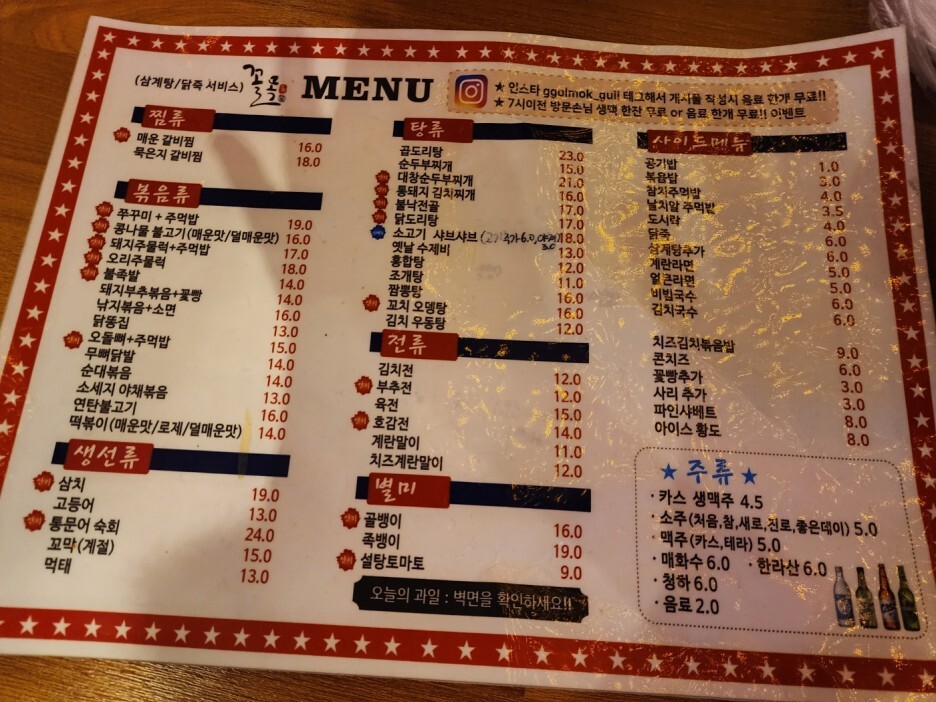 (삼계탕/닭죽 서비스) 꼴목 MENU
★ 인스타 ggolmok_guli 테그해서 게시물 작성시 음료 한개 무료!!
★ 7시이전 방문손님 생맥 한잔 무료 or 음료 한개 무료!! 이벤트
찜류
매운 갈비찜 16.0
묵은지 갈비찜 18.0
볶음류
쭈꾸미 + 주먹밥 19.0
콩나물 불고기(매운맛/덜매운맛) 16.0
돼지주물럭+주먹밥 17.0
오리주물럭 18.0
불족발 14.0
돼지부추볶음+꽃빵 14.0
낙지볶음+소면 16.0
닭똥집 13.0
오돌뼈+주먹밥 15.0
무뼈닭발 14.0
순대볶음 14.0
소세지 야채볶음 13.0
연탄불고기 16.0
떡볶이(매운맛/로제/덜매운맛) 14.0
생선류
삼치 19.0
고등어 13.0
통문어 숙회 24.0
꼬막(계절) 15.0
먹태 13.0
탕류
곱도리탕 23.0
순두부찌개 15.0
대창순두부찌개 21.0
통돼지 김치찌개 16.0
불낙전골 17.0
닭도리탕 17.0
소고기 샤브샤브 18.0
옛날 수제비 13.0
홍합탕 12.0
조개탕 11.0
짬뽕탕 16.0
꼬치 오뎅탕 16.0
김치 우동탕 12.0
전류
김치전 12.0
부추전 12.0
육전 15.0
호감전 14.0
계란말이 11.0
치즈계란말이 12.0
별미
골뱅이 16.0
족뱅이 19.0
설탕토마토 9.0
오늘의 과일 : 벽면을 확인하세요!!
사이드메뉴
공기밥 1.0
볶음밥 3.0
참치주먹밥 4.0
날치알 주먹밥 3.5
도시락 4.0
닭죽 6.0
삼계탕추가 6.0
계란라면 5.0
얼큰라면 5.0
비빔국수 6.0
김치국수 6.0
치즈김치볶음밥 9.0
콘치즈 6.0
꽃빵추가 3.0
사리 추가 3.0
파인샤베트 8.0
아이스 황도 8.0
★ 주류 ★
· 카스 생맥주 4.5
· 소주(처음,참,새로,진로,좋은데이) 5.0
· 맥주(카스,테라) 5.0
· 매화수 6.0 · 한라산 6.0
· 청하 6.0
· 음료 2.0